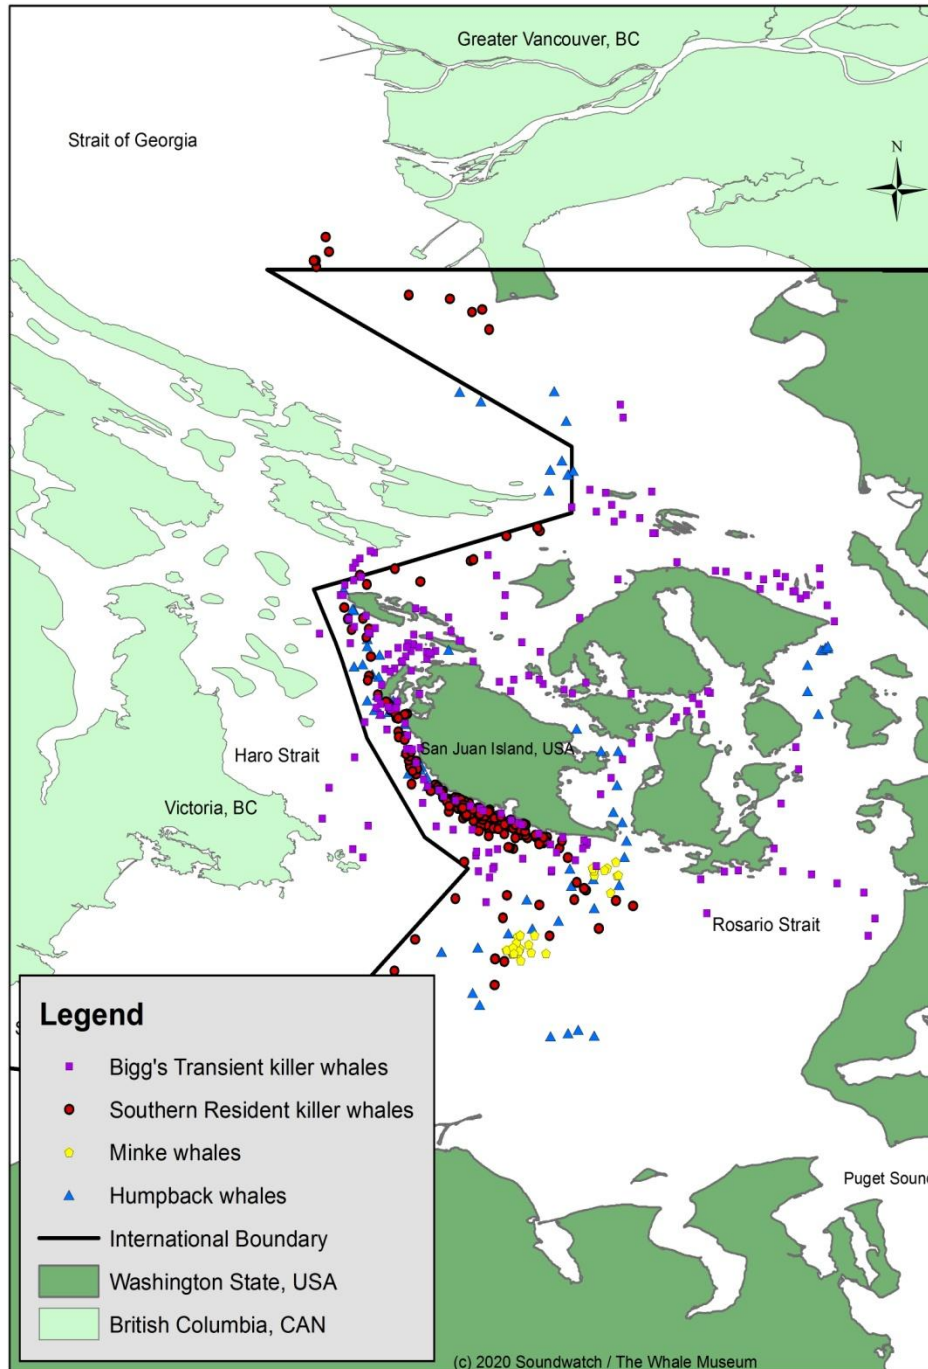 Greater Vancouver, BC
Strait of Georgia
N
San Juan Island, USA
Haro Strait
Victoria, BC
Rosario Strait
Legend
Bigg's Transient killer whales
Southern Resident killer whales
Minke whales
Humpback whales
International Boundary
Washington State, USA
British Columbia, CAN
Puget Sound
(c) 2020 Soundwatch / The Whale Museum